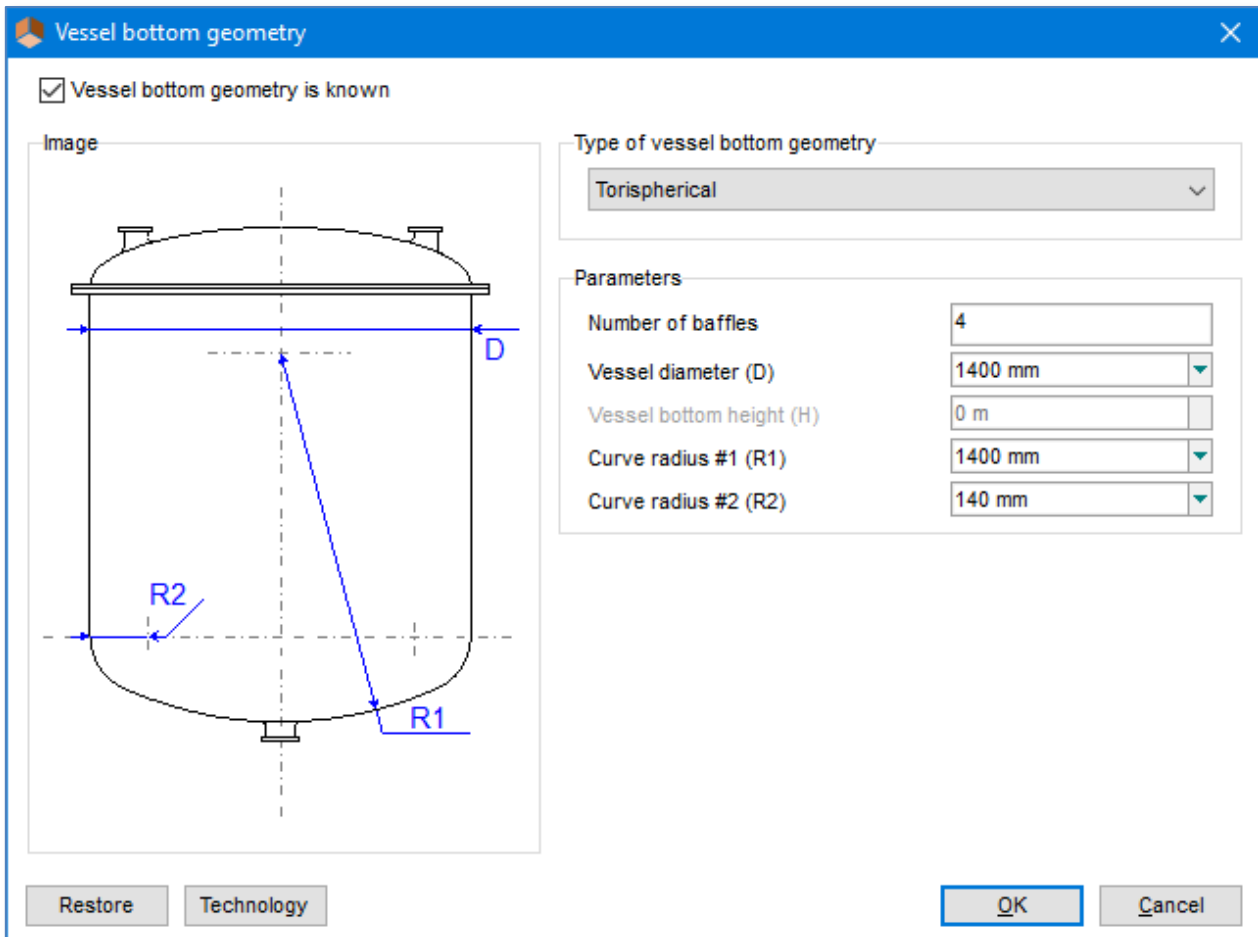 Vessel bottom geometry
Vessel bottom geometry is known
Image
D
R2
R1
Type of vessel bottom geometry
Torispherical
Parameters
Number of baffles 4
Vessel diameter (D) 1400 mm
Vessel bottom height (H) 0 m
Curve radius #1 (R1) 1400 mm
Curve radius #2 (R2) 140 mm
Restore Technology OK Cancel